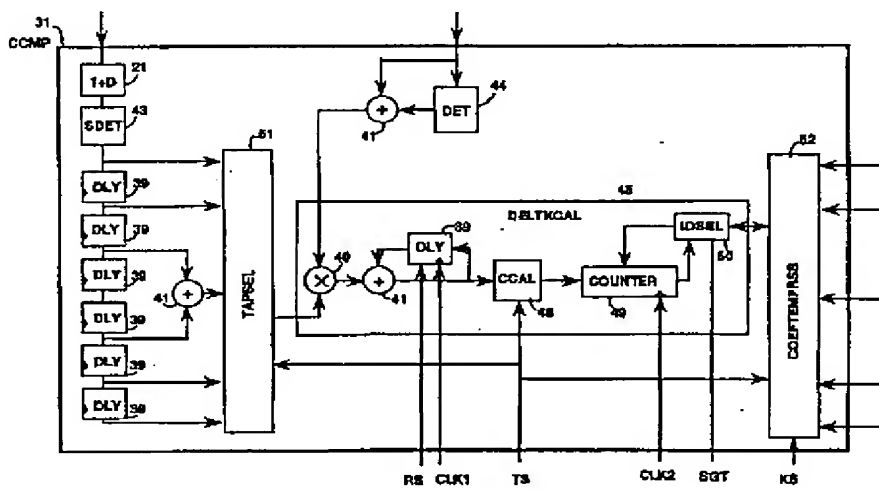 31
CCMP
21
1+D
43
SDET
44
DET
41
51
52
DLY 39
DLY 39
DLY 39
DLY 39
DLY 39
DLY 39
41
TAPSEL
45
DELTKCAL
39
DLY
40
41
CCAL
48
COUNTER
49
IDSEL
50
COEFTEMPRSS
RS CLK1 TS CLK2 SGT KS